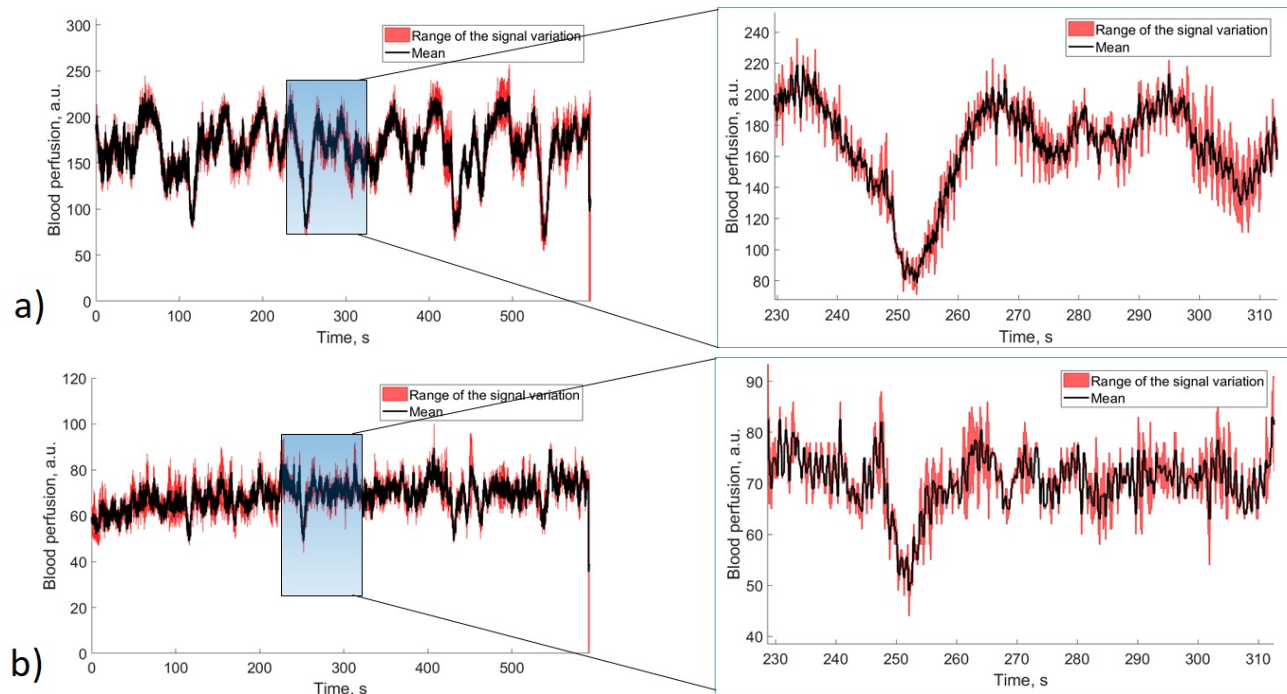 a)
Blood perfusion, a.u.
300
250
200
150
100
50
0
Range of the signal variation
Mean
0 100 200 300 400 500
Time, s
Blood perfusion, a.u.
220
200
180
160
140
120
100
80
Range of the signal variation
Mean
230 240 250 260 270 280 290 300 310
Time, s
b)
Blood perfusion, a.u.
120
100
80
60
40
20
0
Range of the signal variation
Mean
0 100 200 300 400 500
Time, s
Blood perfusion, a.u.
90
80
70
60
50
40
Range of the signal variation
Mean
230 240 250 260 270 280 290 300 310
Time, s